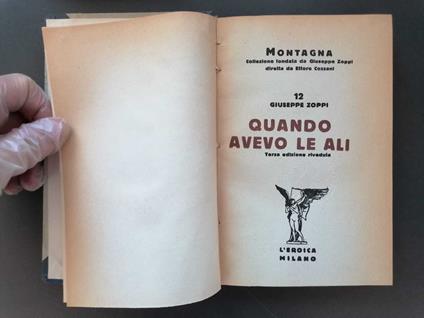 MONTAGNA
Collezione fondata da Giuseppe Zoppi
diretta da Ettore Cozzani
12
GIUSEPPE ZOPPI
QUANDO
AVEVO LE ALI
Terza edizione riveduta
L'EROICA
MILANO